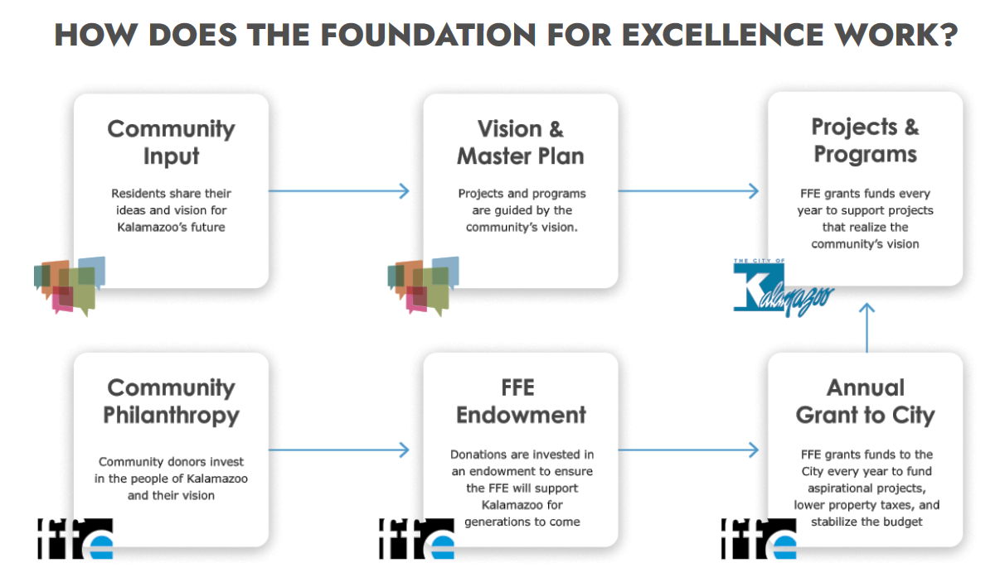 HOW DOES THE FOUNDATION FOR EXCELLENCE WORK?
Community
Input
Residents share their
ideas and vision for
Kalamazoo's future
Vision &
Master Plan
Projects and programs
are guided by the
community's vision.
Projects &
Programs
FFE grants funds every
year to support projects
that realize the
community's vision
THE CITY OF
Kalamazoo
Community
Philanthropy
Community donors invest
in the people of Kalamazoo
and their vision
ffe
FFE
Endowment
Donations are invested in
an endowment to ensure
the FFE will support
Kalamazoo for
generations to come
ffe
Annual
Grant to City
FFE grants funds to the
City every year to fund
aspirational projects,
lower property taxes, and
stabilize the budget
ffe